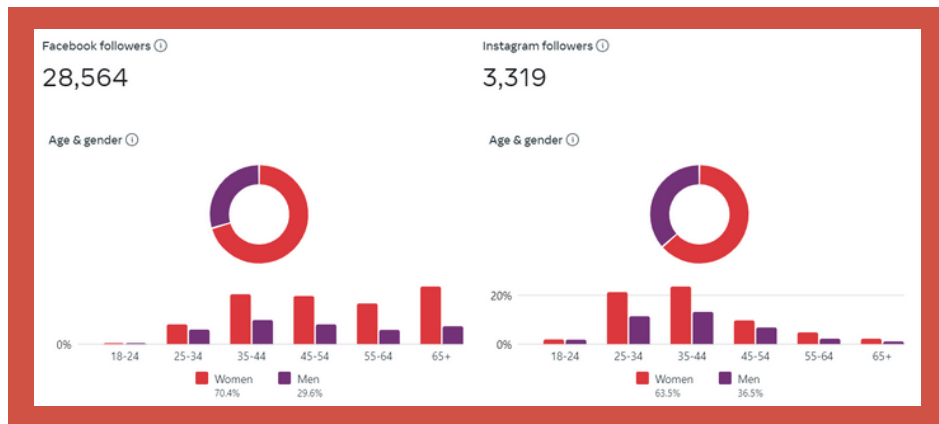 Facebook followers
28,564
Age & gender
0%
18-24 25-34 35-44 45-54 55-64 65+
Women Men
70.4% 29.6%
Instagram followers
3,319
Age & gender
20%
0%
18-24 25-34 35-44 45-54 55-64 65+
Women Men
63.5% 36.5%